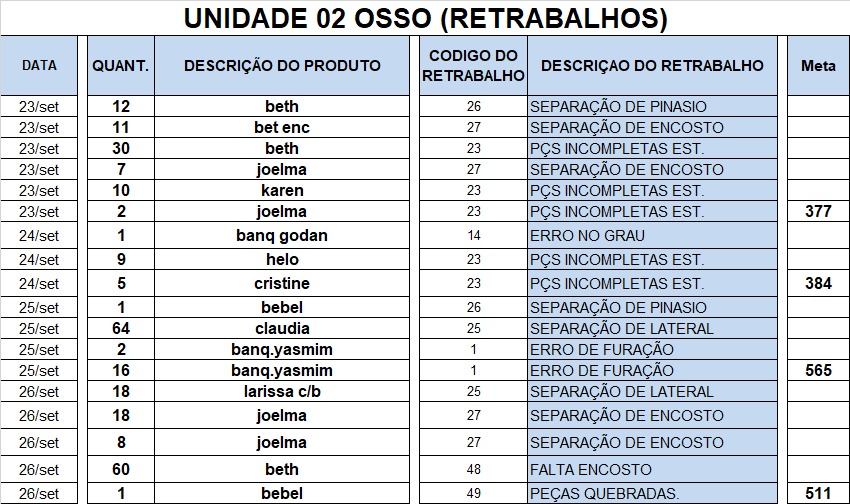 UNIDADE 02 OSSO (RETRABALHOS)
DATA QUANT. DESCRIÇÃO DO PRODUTO CODIGO DO RETRABALHO DESCRIÇAO DO RETRABALHO Meta
23/set 12 beth 26 SEPARAÇÃO DE PINASIO
23/set 11 bet enc 27 SEPARAÇÃO DE ENCOSTO
23/set 30 beth 23 PÇS INCOMPLETAS EST.
23/set 7 joelma 27 SEPARAÇÃO DE ENCOSTO
23/set 10 karen 23 PÇS INCOMPLETAS EST.
23/set 2 joelma 23 PÇS INCOMPLETAS EST. 377
24/set 1 banq godan 14 ERRO NO GRAU
24/set 9 helo 23 PÇS INCOMPLETAS EST.
24/set 5 cristine 23 PÇS INCOMPLETAS EST. 384
25/set 1 bebel 26 SEPARAÇÃO DE PINASIO
25/set 64 claudia 25 SEPARAÇÃO DE LATERAL
25/set 2 banq.yasmim 1 ERRO DE FURAÇÃO
25/set 16 banq.yasmim 1 ERRO DE FURAÇÃO 565
26/set 18 larissa c/b 25 SEPARAÇÃO DE LATERAL
26/set 18 joelma 27 SEPARAÇÃO DE ENCOSTO
26/set 8 joelma 27 SEPARAÇÃO DE ENCOSTO
26/set 60 beth 48 FALTA ENCOSTO
26/set 1 bebel 49 PEÇAS QUEBRADAS. 511